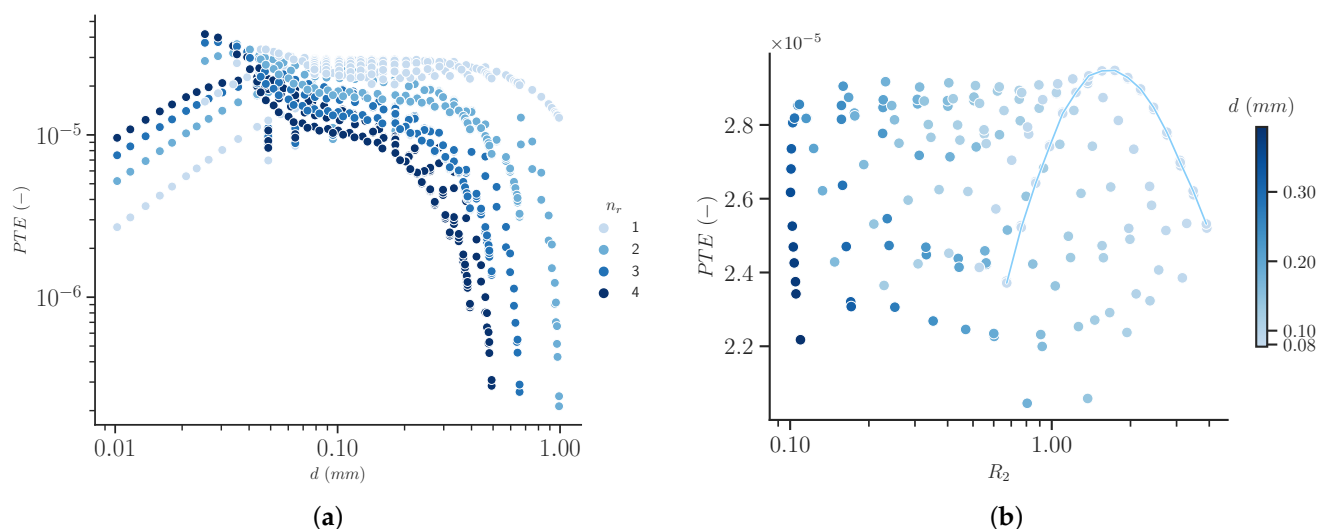 10^{-5}
10^{-6}
PTE (−)
0.01
0.10
1.00
d (mm)
n_r
1
2
3
4
(a)
×10^{-5}
2.8
2.6
2.4
2.2
PTE (−)
0.10
1.00
R_2
d (mm)
0.30
0.20
0.10
0.08
(b)